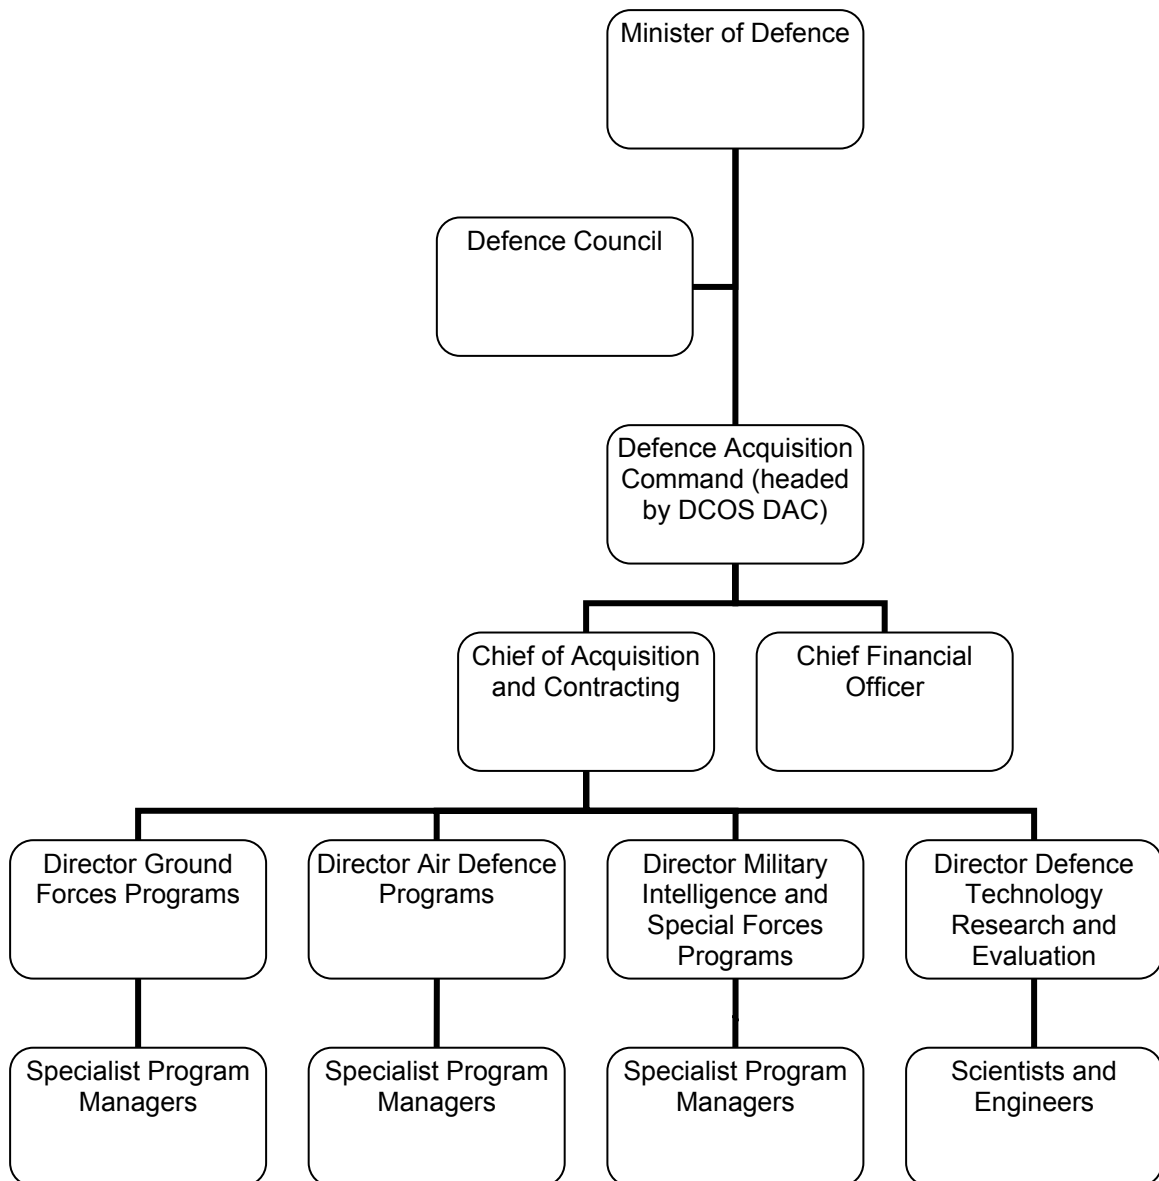 Minister of Defence
Defence Council
Defence Acquisition
Command (headed
by DCOS DAC)
Chief of Acquisition
and Contracting
Chief Financial
Officer
Director Ground
Forces Programs
Director Air Defence
Programs
Director Military
Intelligence and
Special Forces
Programs
Director Defence
Technology
Research and
Evaluation
Specialist Program
Managers
Specialist Program
Managers
Specialist Program
Managers
Scientists and
Engineers